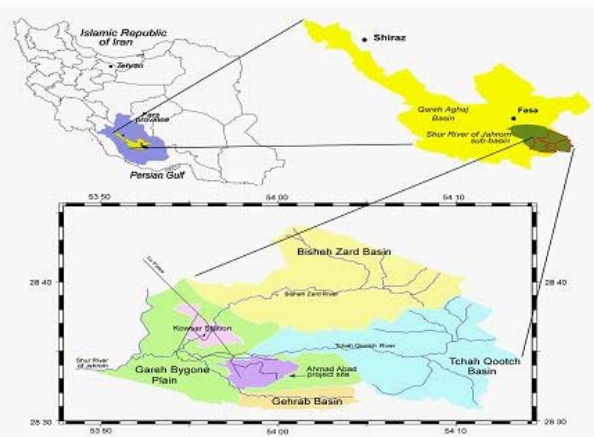 Islamic Republic
of Iran
Tehran
Fars
province
Persian Gulf
Shiraz
Qareh Aghaj
Basin
Fasa
Shur River of Jahrom
sub-basin
53 50
54 00
54 10
28 40
28 40
Bisheh Zard Basin
To Fasa
Bisheh Zard River
Kowsar Station
Tchah Qootch River
Shur River
of Jahrom
Gareh Bygone
Plain
Ahmad Abad
project site
Tchah Qootch
Basin
Gehrab Basin
28 30
28 30
53 50
54 00
54 10